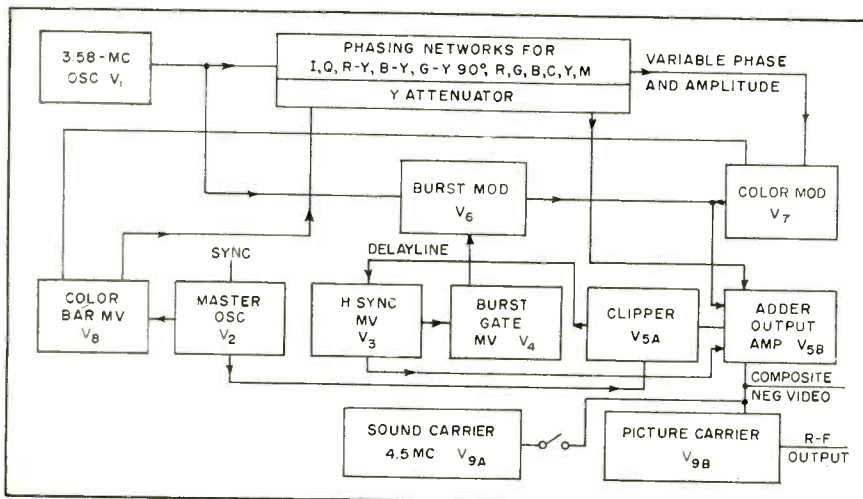 3.58-MC
OSC V1
PHASING NETWORKS FOR
I, Q, R-Y, B-Y, G-Y 90°, R, G, B, C, Y, M
Y ATTENUATOR
VARIABLE PHASE
AND AMPLITUDE
BURST MOD
V6
COLOR MOD
V7
SYNC
DELAYLINE
COLOR
BAR MV
V8
MASTER
OSC
V2
H SYNC
MV
V3
BURST
GATE
MV V4
CLIPPER
V5A
ADDER
OUTPUT
AMP V5B
COMPOSITE
NEG VIDEO
SOUND CARRIER
4.5 MC V9A
PICTURE CARRIER
V9B
R-F
OUTPUT